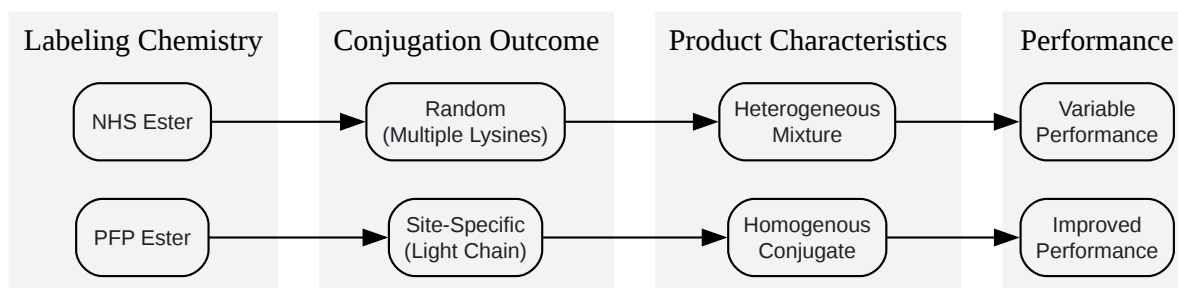 Labeling Chemistry
Conjugation Outcome
Product Characteristics
Performance
NHS Ester
Random
(Multiple Lysines)
Heterogeneous
Mixture
Variable
Performance
PFP Ester
Site-Specific
(Light Chain)
Homogenous
Conjugate
Improved
Performance